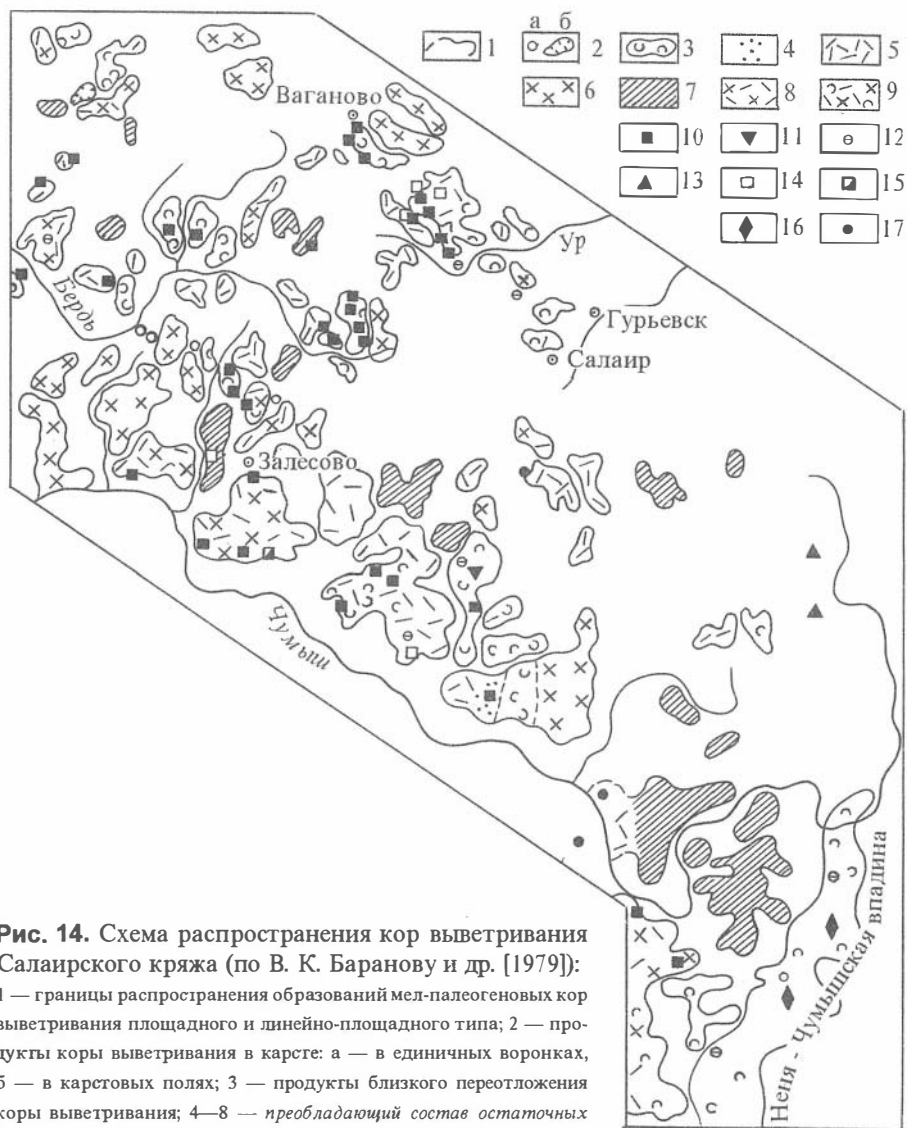 а б
1 2 3 4 5
6 7 8 9
10 11 12
13 14 15
16 17
Ваганово
Ур
Бердь
Гурьевск
Салаир
Залесово
3
Чумыш
Неня - Чумышская впадина
Рис. 14. Схема распространения кор выветривания
Салаирского кряжа (по В. К. Баранову и др. [1979]):
1 — границы распространения образований мел-палеогеновых кор
выветривания площадного и линейно-площадного типа; 2 — про-
дукты коры выветривания в карсте: а — в единичных воронках,
б — в карстовых полях; 3 — продукты близкого переотложения
коры выветривания; 4—8 — преобладающий состав остаточных